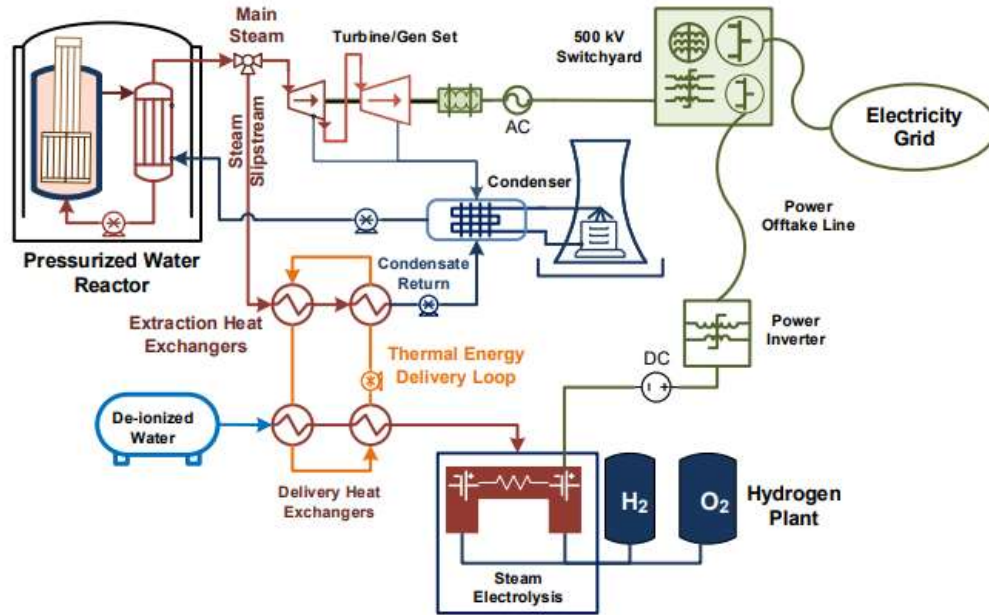 Main
Steam
Turbine/Gen Set
500 kV
Switchyard
AC
Electricity
Grid
Steam
Slipstream
Condenser
Power
Offtake Line
Pressurized Water
Reactor
Condensate
Return
Extraction Heat
Exchangers
Power
Inverter
Thermal Energy
Delivery Loop
DC
De-ionized
Water
Delivery Heat
Exchangers
H2
O2
Hydrogen
Plant
Steam
Electrolysis